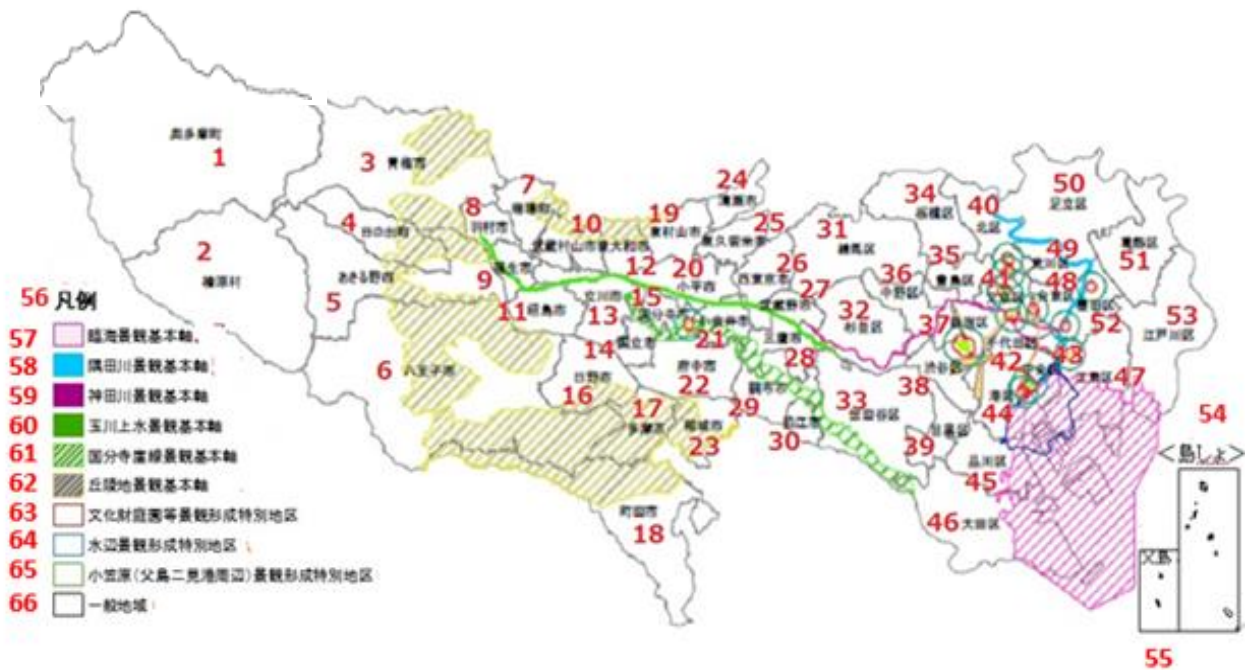 奥多摩町
1
檜原村
2
青梅市
3
日の出町
4
あきる野市
5
八王子市
6
瑞穂町
7
羽村市
8
福生市
9
武蔵村山市
10
東大和市
昭島市
11
12
立川市
13
国立市
14
国分寺市
15
日野市
16
多摩市
17
町田市
18
東村山市
19
小平市
20
小金井市
21
府中市
22
稲城市
23
清瀬市
24
東久留米市
25
西東京市
26
武蔵野市
27
三鷹市
28
調布市
29
狛江市
30
練馬区
31
杉並区
32
世田谷区
33
板橋区
34
豊島区
35
中野区
36
新宿区
37
渋谷区
38
目黒区
39
北区
40
文京区
41
千代田区
42
中央区
43
港区
44
品川区
45
大田区
46
江東区
47
台東区
48
荒川区
49
足立区
50
葛飾区
51
墨田区
52
江戸川区
53
54
<島しょ>
父島
55
56 凡例
57 臨海景観基本軸
58 隅田川景観基本軸
59 神田川景観基本軸
60 玉川上水景観基本軸
61 国分寺崖線景観基本軸
62 丘陵地景観基本軸
63 文化財庭園等景観形成特別地区
64 水辺景観形成特別地区
65 小笠原(父島二見港周辺)景観形成特別地区
66 一般地域